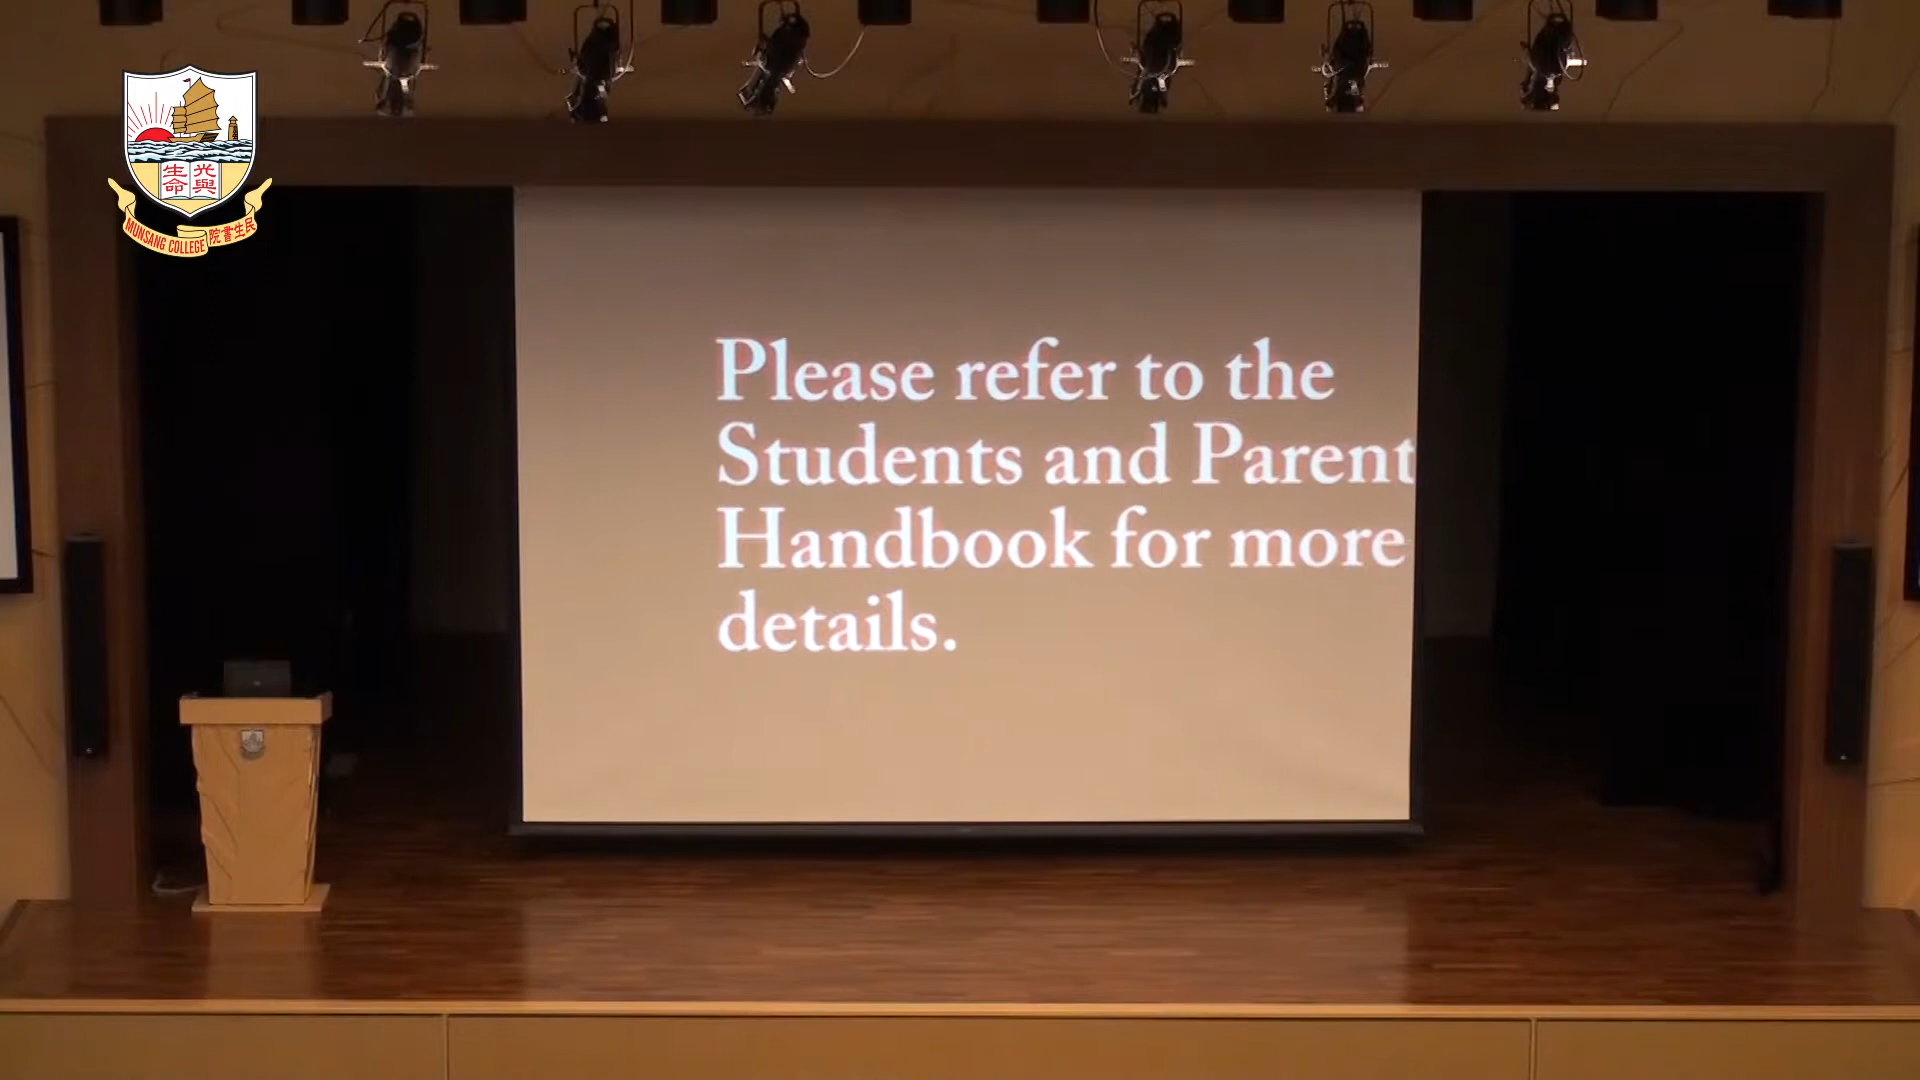 生 光
命 與
MUNSANG COLLEGE 院書生民
Please refer to the
Students and Parent
Handbook for more
details.